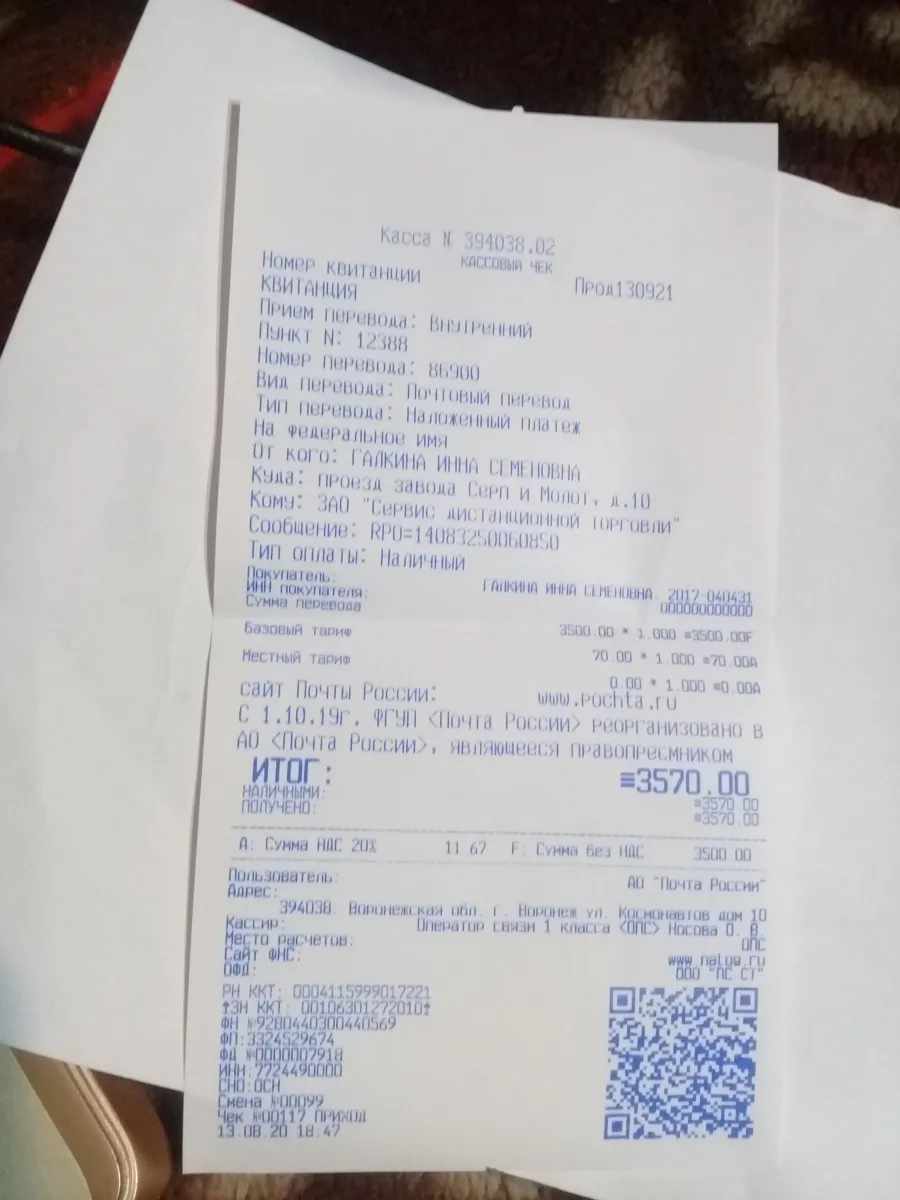 Касса № 394038.02
КАССОВЫЙ ЧЕК
Номер квитанции Прод130921
КВИТАНЦИЯ
Прием перевода: Внутренний
Пункт N: 12388
Номер перевода: 86900
Вид перевода: Почтовый перевод
Тип перевода: Наложенный платеж
На федеральное имя
От кого: ГАЛКИНА ИННА СЕМЕНОВНА
Куда: проезд завода Серп и Молот, д.10
Кому: ЗАО "Сервис дистанционной торговли"
Сообщение: RPO=14083250060850
Тип оплаты: Наличный
Покупатель: ГАЛКИНА ИННА СЕМЕНОВНА 2017-040431
ИНН покупателя: 000000000000
Сумма перевода
3500.00 * 1.000 ≡3500.00F
Базовый тариф
70.00 * 1.000 ≡70.00A
Местный тариф
0.00 * 1.000 ≡0.00A
сайт Почты России: www.pochta.ru
С 1.10.19г. ФГУП <Почта России> реорганизовано в
АО <Почта России>, являющееся правопреемником
ИТОГ: ≡3570.00
НАЛИЧНЫМИ: ≡3570.00
ПОЛУЧЕНО: ≡3570.00
A: Сумма НДС 20% 11 67 F: Сумма без НДС 3500.00
Пользователь: АО "Почта России"
Адрес:
394038. Воронежская обл. г. Воронеж ул. Космонавтов дом 10
Кассир: Оператор связи 1 класса <ОПС> Носова О. В.
Место расчетов: ОПС
Сайт ФНС: www.nalog.ru
ОФД: ООО "ПС СТ"
РН ККТ: 0004115999017221
↑ЗН ККТ: 00106301272010↑
ФН №9280440300440569
ФП:3324529674
ФД №0000007918
ИНН:7724490000
СНО:ОСН
Смена №00099
Чек №00117 ПРИХОД
13.08.20 18:47